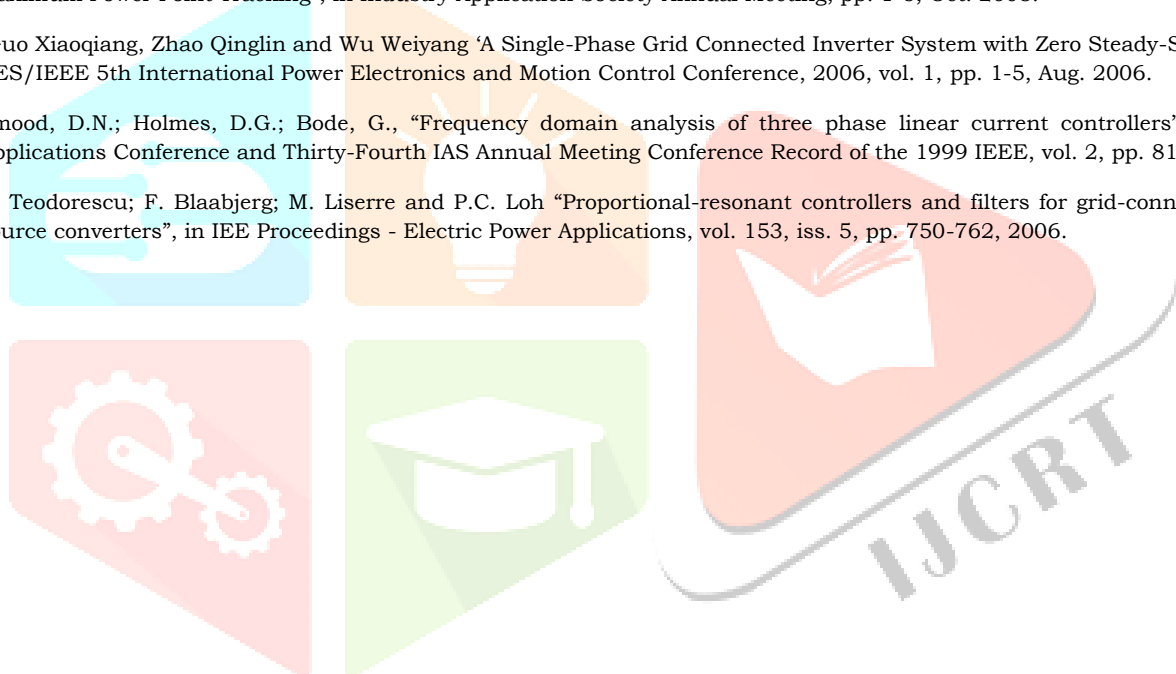 Power Point Tracking", in Industry Application Society Annual Meeting, pp. 1-8, Oct. 2008.
uo Xiaoqiang, Zhao Qinglin and Wu Weiyang ‘A Single-Phase Grid Connected Inverter System with Zero Steady-S
ES/IEEE 5th International Power Electronics and Motion Control Conference, 2006, vol. 1, pp. 1-5, Aug. 2006.
mood, D.N.; Holmes, D.G.; Bode, G., “Frequency domain analysis of three phase linear current controllers”
pplications Conference and Thirty-Fourth IAS Annual Meeting Conference Record of the 1999 IEEE, vol. 2, pp. 81
Teodorescu; F. Blaabjerg; M. Liserre and P.C. Loh “Proportional-resonant controllers and filters for grid-conn
ource converters”, in IEE Proceedings - Electric Power Applications, vol. 153, iss. 5, pp. 750-762, 2006.
IJCRT